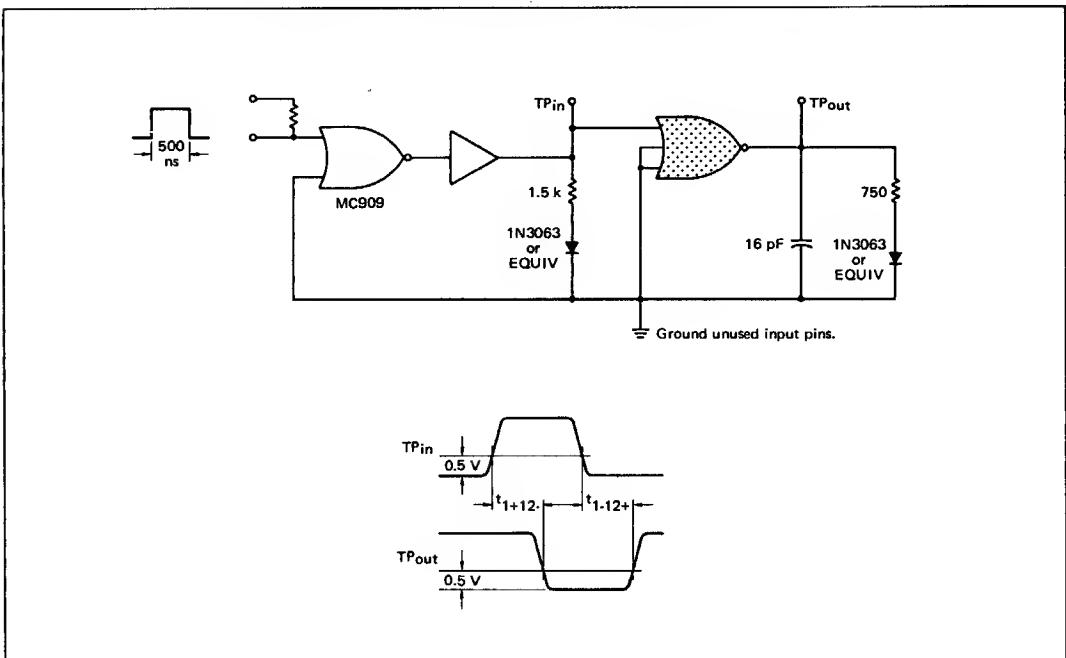 500
ns
MC909
TPin
1.5 k
1N3063
or
EQUIV
TPout
750
16 pF
1N3063
or
EQUIV
Ground unused input pins.
TPin
0.5 V
t1+12-
t1-12+
TPout
0.5 V